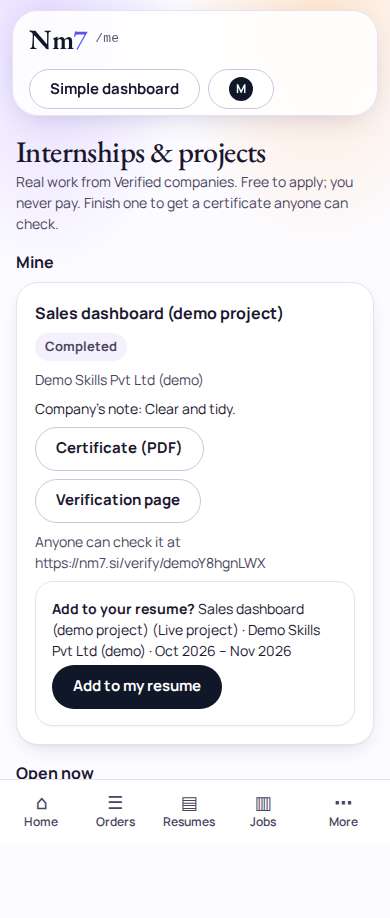 Nm7 /me
Simple dashboard
M
Internships & projects
Real work from Verified companies. Free to apply; you
never pay. Finish one to get a certificate anyone can
check.
Mine
Sales dashboard (demo project)
Completed
Demo Skills Pvt Ltd (demo)
Company's note: Clear and tidy.
Certificate (PDF)
Verification page
Anyone can check it at
https://nm7.si/verify/demoY8hgnLWX
Add to your resume? Sales dashboard
(demo project) (Live project) · Demo Skills
Pvt Ltd (demo) · Oct 2026 – Nov 2026
Add to my resume
Open now
Home Orders Resumes Jobs More